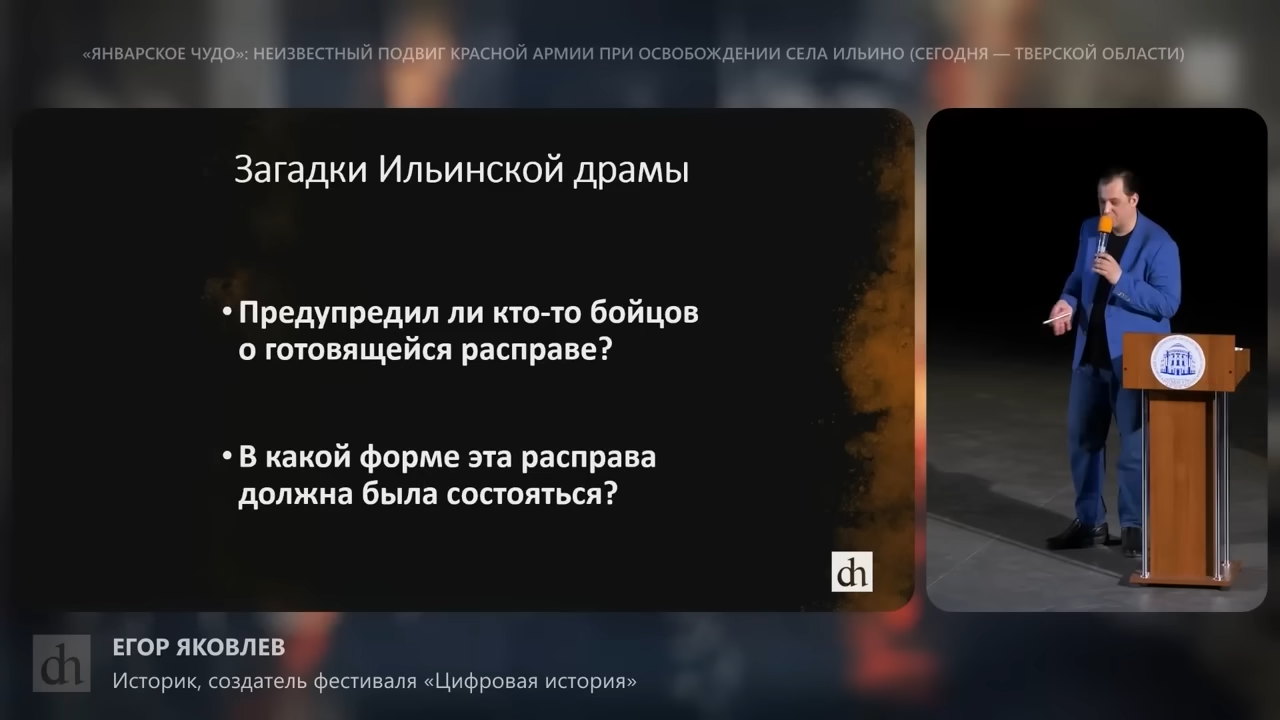 «ЯНВАРСКОЕ ЧУДО»: НЕИЗВЕСТНЫЙ ПОДВИГ КРАСНОЙ АРМИИ ПРИ ОСВОБОЖДЕНИИ СЕЛА ИЛЬИНО (СЕГОДНЯ — ТВЕРСКОЙ ОБЛАСТИ)
Загадки Ильинской драмы
• Предупредил ли кто-то бойцов
о готовящейся расправе?
• В какой форме эта расправа
должна была состояться?
dh
dh
ЕГОР ЯКОВЛЕВ
Историк, создатель фестиваля «Цифровая история»